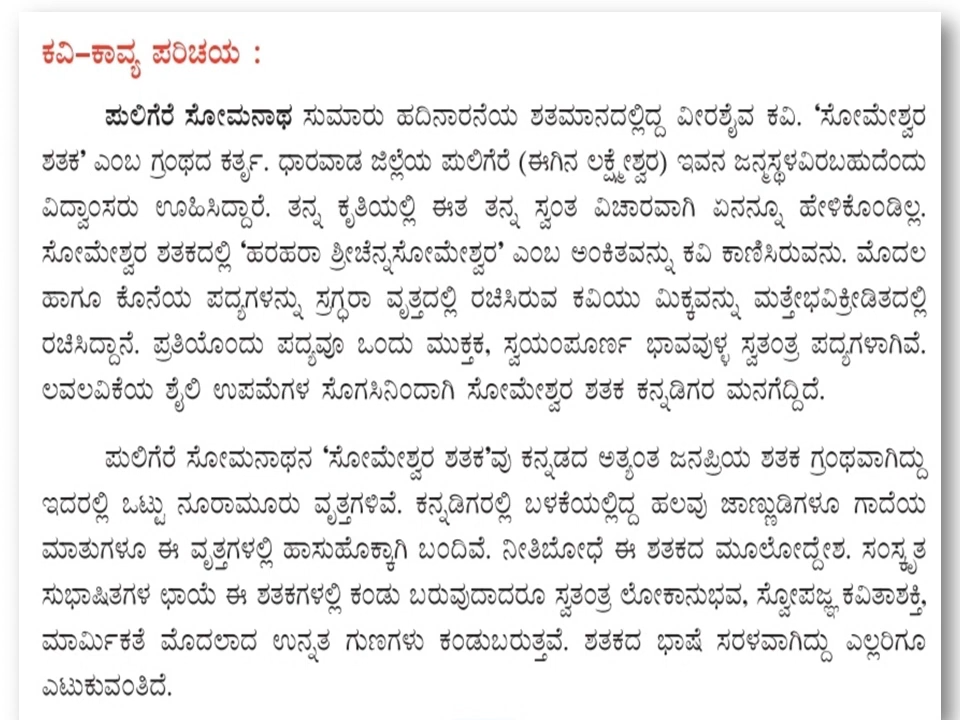 ಕವಿ–ಕಾವ್ಯ ಪರಿಚಯ :
ಪುಲಿಗೆರೆ ಸೋಮನಾಥ ಸುಮಾರು ಹದಿನಾರನೆಯ ಶತಮಾನದಲ್ಲಿದ್ದ ವೀರಶೈವ ಕವಿ. ‘ಸೋಮೇಶ್ವರ
ಶತಕ’ ಎಂಬ ಗ್ರಂಥದ ಕರ್ತೃ. ಧಾರವಾಡ ಜಿಲ್ಲೆಯ ಪುಲಿಗೆರೆ (ಈಗಿನ ಲಕ್ಷ್ಮೇಶ್ವರ) ಇವನ ಜನ್ಮಸ್ಥಳವಿರಬಹುದೆಂದು
ವಿದ್ವಾಂಸರು ಊಹಿಸಿದ್ದಾರೆ. ತನ್ನ ಕೃತಿಯಲ್ಲಿ ಈತ ತನ್ನ ಸ್ವಂತ ವಿಚಾರವಾಗಿ ಏನನ್ನೂ ಹೇಳಿಕೊಂಡಿಲ್ಲ.
ಸೋಮೇಶ್ವರ ಶತಕದಲ್ಲಿ ‘ಹರಹರಾ ಶ್ರೀಚೆನ್ನಸೋಮೇಶ್ವರ’ ಎಂಬ ಅಂಕಿತವನ್ನು ಕವಿ ಕಾಣಿಸಿರುವನು. ಮೊದಲ
ಹಾಗೂ ಕೊನೆಯ ಪದ್ಯಗಳನ್ನು ಸ್ರಗ್ಧರಾ ವೃತ್ತದಲ್ಲಿ ರಚಿಸಿರುವ ಕವಿಯು ಮಿಕ್ಕವನ್ನು ಮತ್ತೇಭವಿಕ್ರೀಡಿತದಲ್ಲಿ
ರಚಿಸಿದ್ದಾನೆ. ಪ್ರತಿಯೊಂದು ಪದ್ಯವೂ ಒಂದು ಮುಕ್ತಕ, ಸ್ವಯಂಪೂರ್ಣ ಭಾವವುಳ್ಳ ಸ್ವತಂತ್ರ ಪದ್ಯಗಳಾಗಿವೆ.
ಲವಲವಿಕೆಯ ಶೈಲಿ ಉಪಮೆಗಳ ಸೊಗಸಿನಿಂದಾಗಿ ಸೋಮೇಶ್ವರ ಶತಕ ಕನ್ನಡಿಗರ ಮನಗೆದ್ದಿದೆ.
ಪುಲಿಗೆರೆ ಸೋಮನಾಥನ ‘ಸೋಮೇಶ್ವರ ಶತಕ’ವು ಕನ್ನಡದ ಅತ್ಯಂತ ಜನಪ್ರಿಯ ಶತಕ ಗ್ರಂಥವಾಗಿದ್ದು
ಇದರಲ್ಲಿ ಒಟ್ಟು ನೂರಾಮೂರು ವೃತ್ತಗಳಿವೆ. ಕನ್ನಡಿಗರಲ್ಲಿ ಬಳಕೆಯಲ್ಲಿದ್ದ ಹಲವು ಜಾಣ್ಣುಡಿಗಳೂ ಗಾದೆಯ
ಮಾತುಗಳೂ ಈ ವೃತ್ತಗಳಲ್ಲಿ ಹಾಸುಹೊಕ್ಕಾಗಿ ಬಂದಿವೆ. ನೀತಿಬೋಧೆ ಈ ಶತಕದ ಮೂಲೋದ್ದೇಶ. ಸಂಸ್ಕೃತ
ಸುಭಾಷಿತಗಳ ಛಾಯೆ ಈ ಶತಕಗಳಲ್ಲಿ ಕಂಡು ಬರುವುದಾದರೂ ಸ್ವತಂತ್ರ ಲೋಕಾನುಭವ, ಸ್ವೋಪಜ್ಞ ಕವಿತಾಶಕ್ತಿ,
ಮಾರ್ಮಿಕತೆ ಮೊದಲಾದ ಉನ್ನತ ಗುಣಗಳು ಕಂಡುಬರುತ್ತವೆ. ಶತಕದ ಭಾಷೆ ಸರಳವಾಗಿದ್ದು ಎಲ್ಲರಿಗೂ
ಎಟುಕುವಂತಿದೆ.